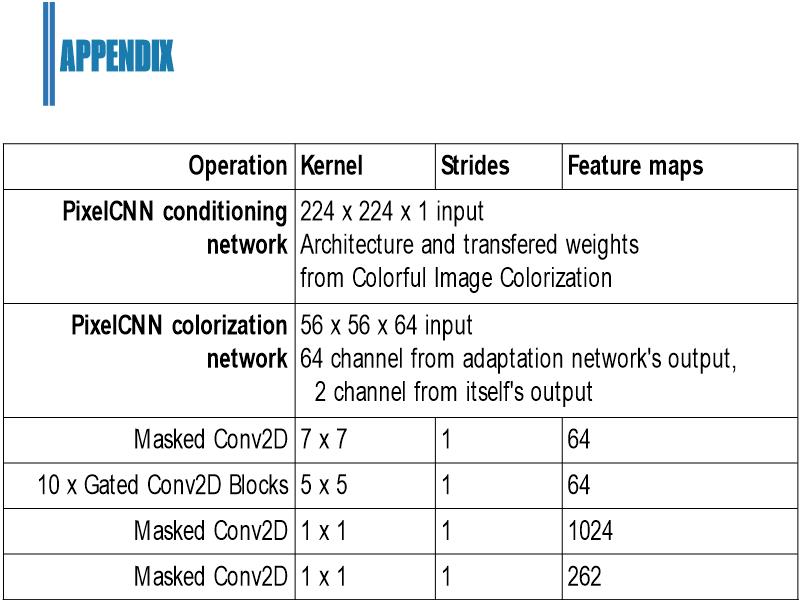 APPENDIX
Operation Kernel Strides Feature maps
PixelCNN conditioning 224 x 224 x 1 input
network Architecture and transfered weights
from Colorful Image Colorization
PixelCNN colorization 56 x 56 x 64 input
network 64 channel from adaptation network's output,
2 channel from itself's output
Masked Conv2D 7 x 7 1 64
10 x Gated Conv2D Blocks 5 x 5 1 64
Masked Conv2D 1 x 1 1 1024
Masked Conv2D 1 x 1 1 262